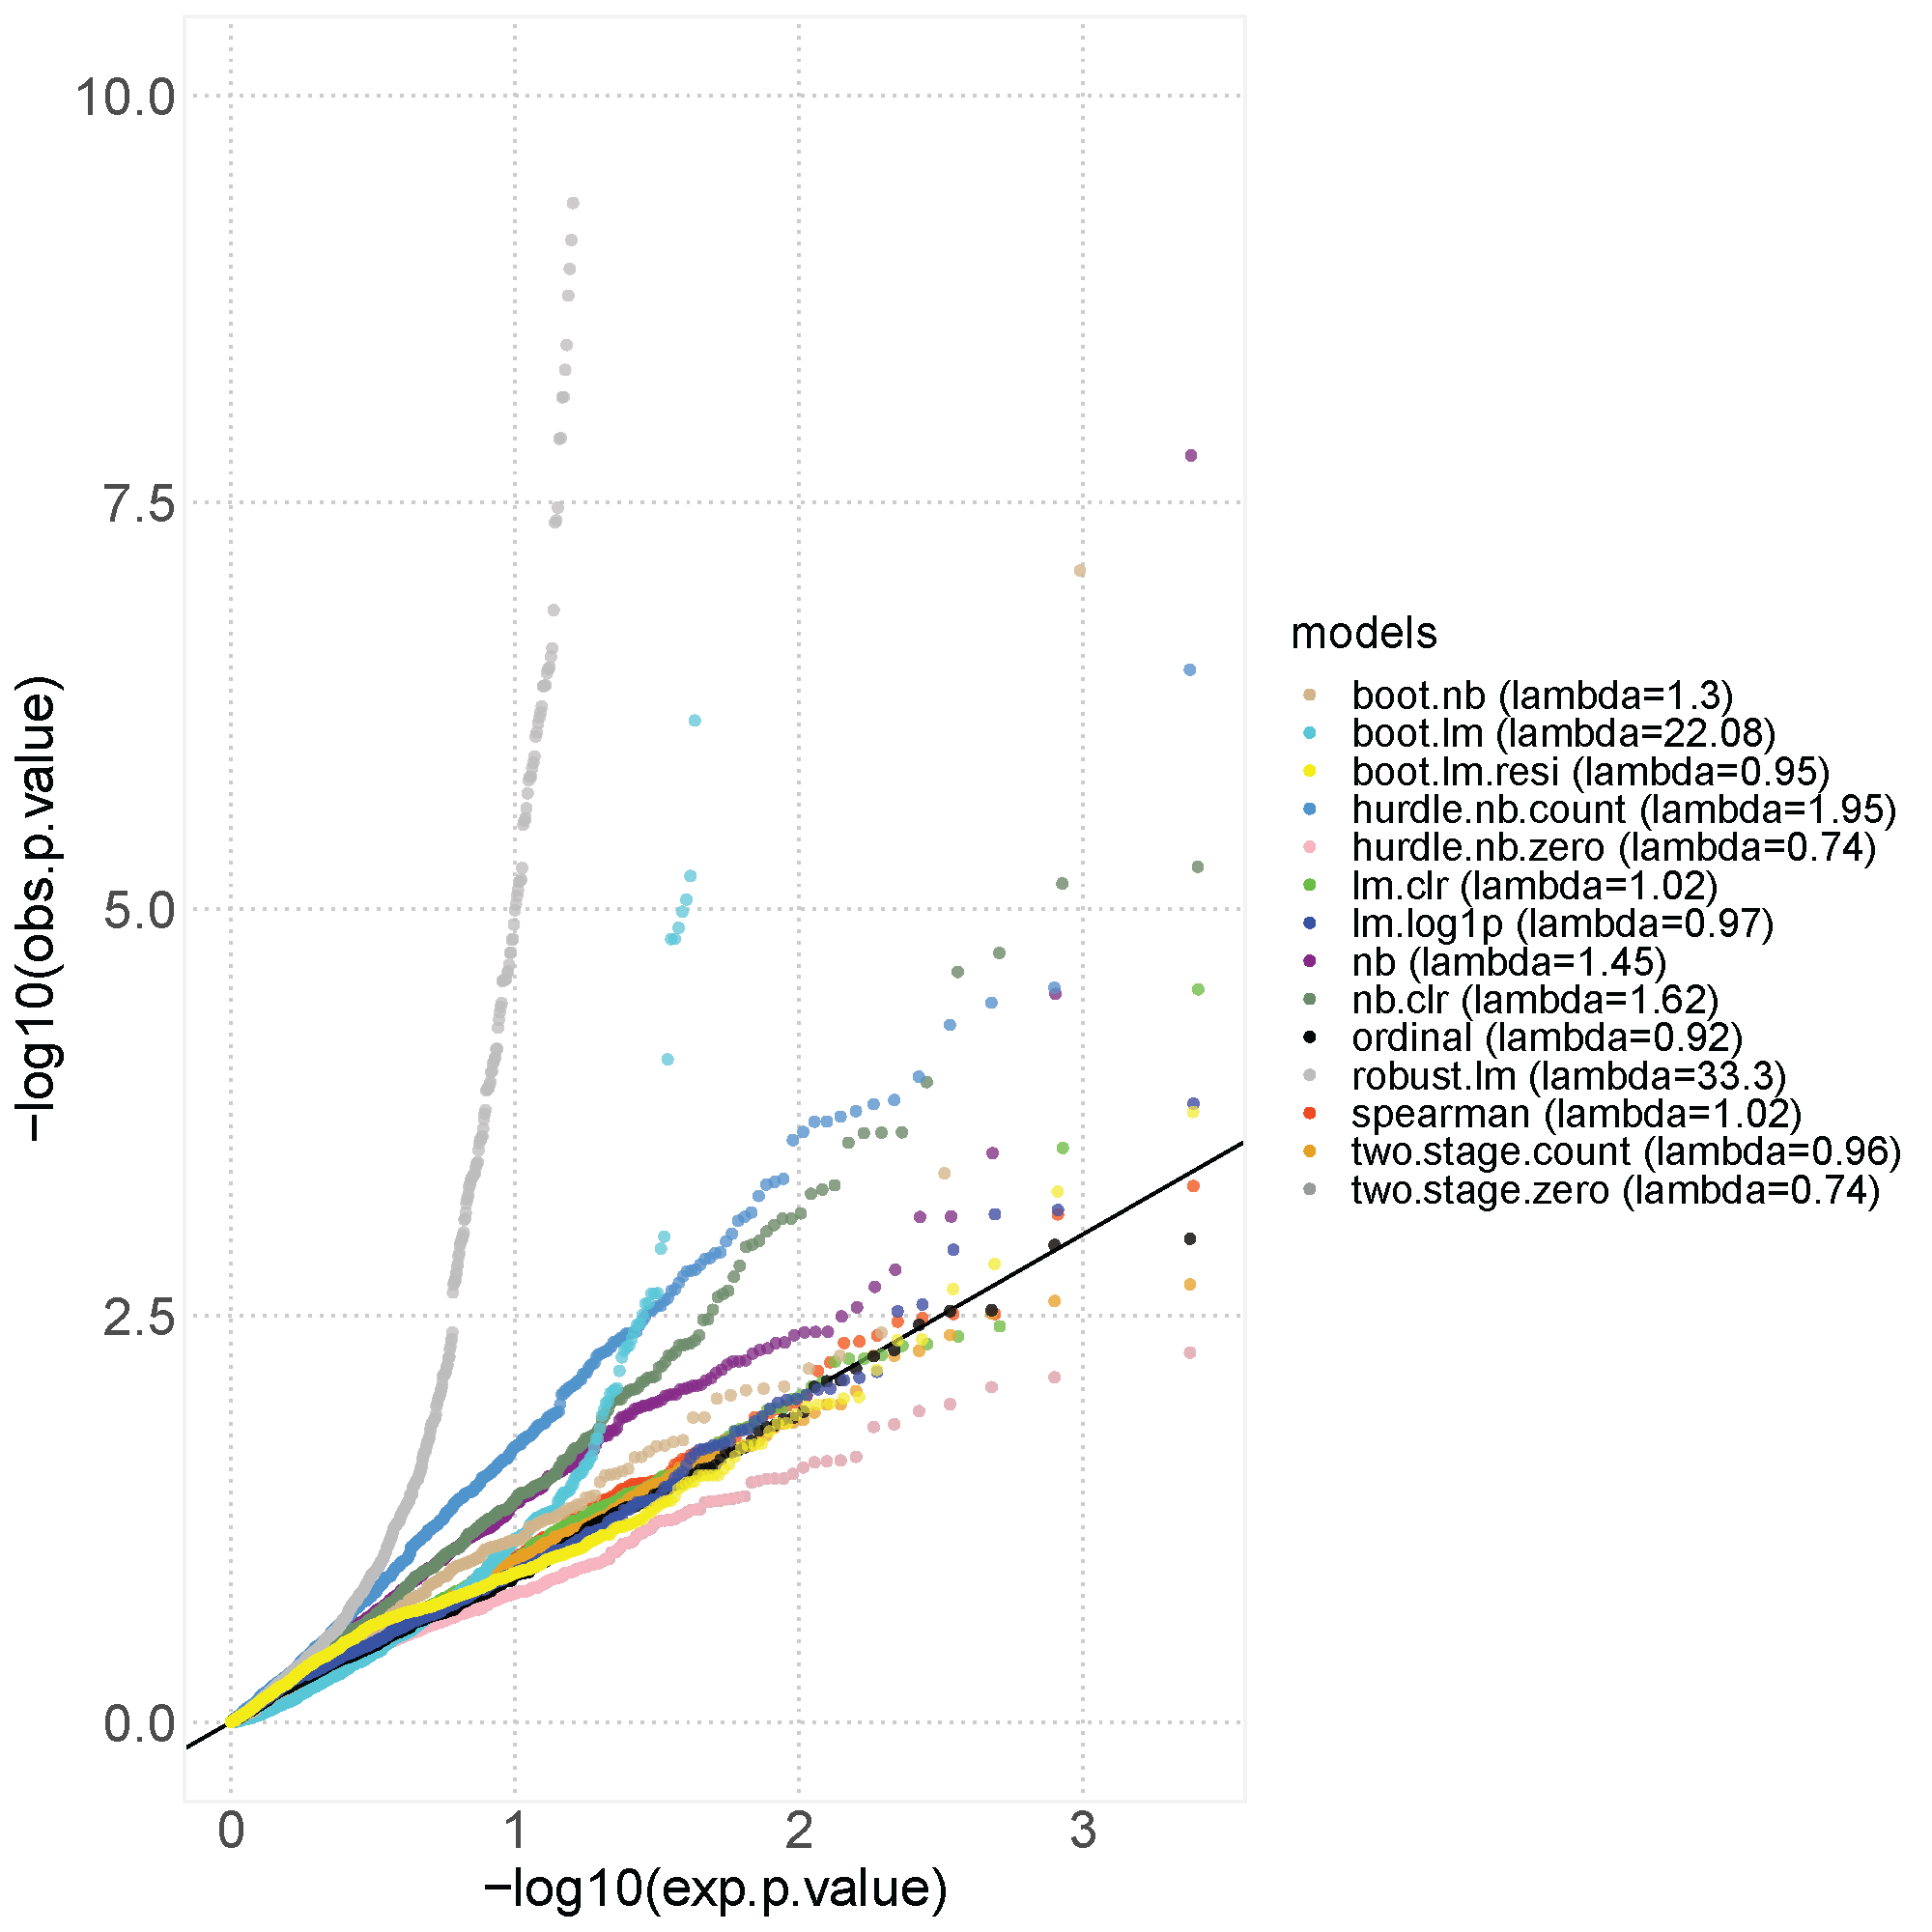 10.0
7.5
5.0
2.5
0.0
−log10(obs.p.value)
0 1 2 3
−log10(exp.p.value)
models
boot.nb (lambda=1.3)
boot.lm (lambda=22.08)
boot.lm.resi (lambda=0.95)
hurdle.nb.count (lambda=1.95)
hurdle.nb.zero (lambda=0.74)
lm.clr (lambda=1.02)
lm.log1p (lambda=0.97)
nb (lambda=1.45)
nb.clr (lambda=1.62)
ordinal (lambda=0.92)
robust.lm (lambda=33.3)
spearman (lambda=1.02)
two.stage.count (lambda=0.96)
two.stage.zero (lambda=0.74)